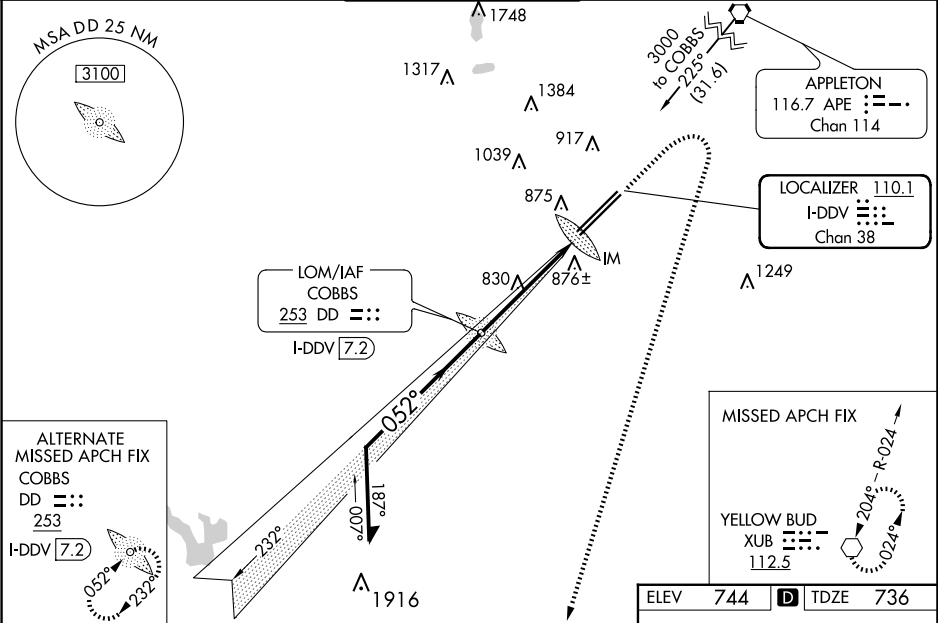 MSA DD 25 NM
3100
1748
1317
1384
917
1039
875
3000
to COBBS
225°
(31.6)
APPLETON
116.7 APE
Chan 114
LOCALIZER 110.1
I-DDV
Chan 38
IM
830
876±
1249
LOM/IAF
COBBS
253 DD
I-DDV 7.2
052°
187°
007°
232°
1916
ALTERNATE
MISSED APCH FIX
COBBS
DD
253
I-DDV 7.2
052°
232°
MISSED APCH FIX
204° – R-024
024°
YELLOW BUD
XUB
112.5
ELEV 744 D TDZE 736